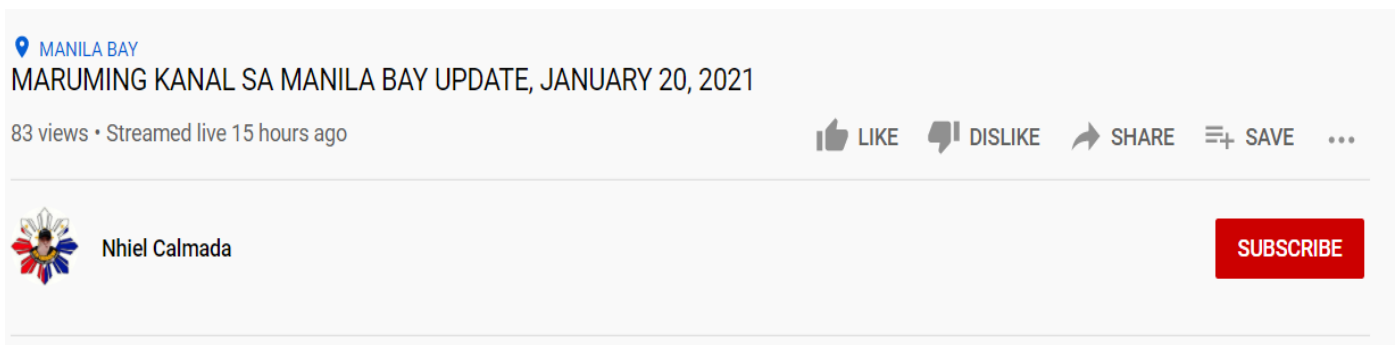 MANILA BAY
MARUMING KANAL SA MANILA BAY UPDATE, JANUARY 20, 2021
83 views • Streamed live 15 hours ago
LIKE DISLIKE SHARE SAVE
Nhiel Calmada
SUBSCRIBE